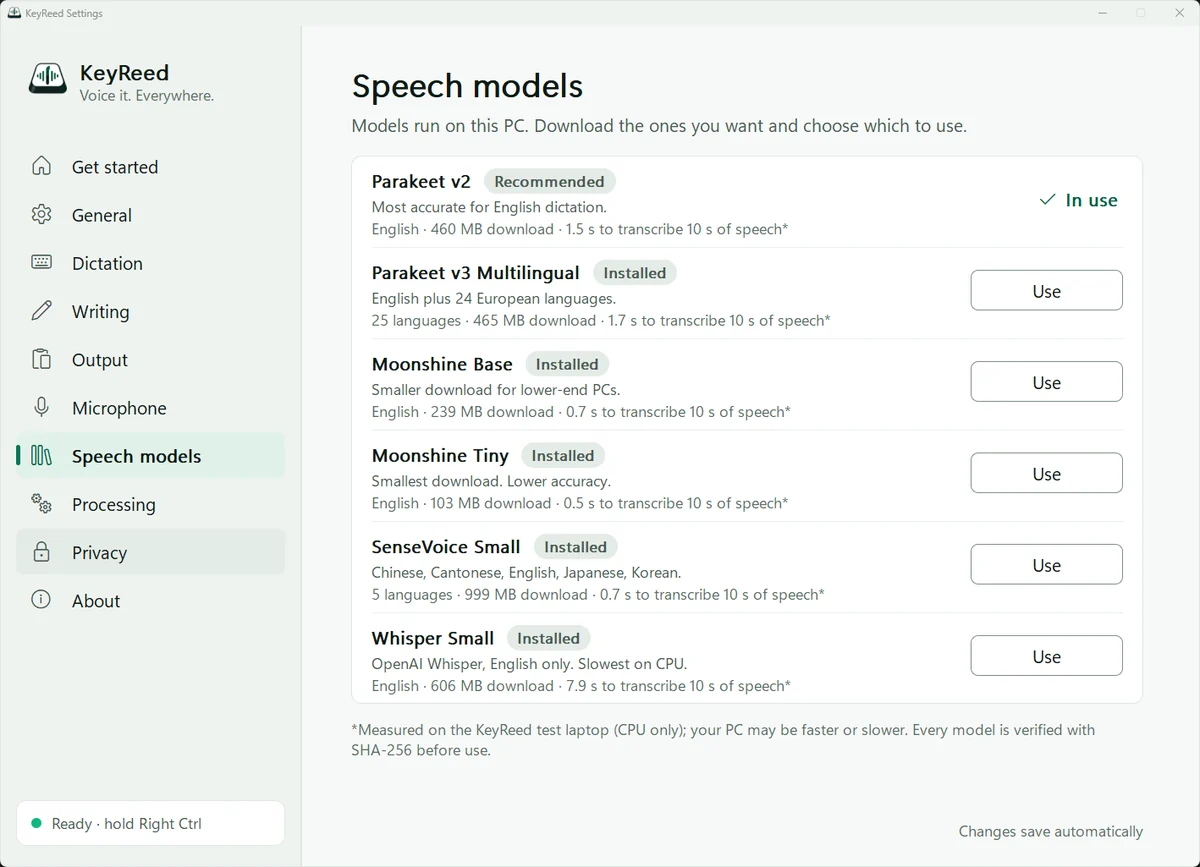 KeyReed Settings
KeyReed
Voice it. Everywhere.
Get started
General
Dictation
Writing
Output
Microphone
Speech models
Processing
Privacy
About
Ready · hold Right Ctrl
Speech models
Models run on this PC. Download the ones you want and choose which to use.
Parakeet v2 Recommended
Most accurate for English dictation.
English · 460 MB download · 1.5 s to transcribe 10 s of speech*
In use
Parakeet v3 Multilingual Installed
English plus 24 European languages.
25 languages · 465 MB download · 1.7 s to transcribe 10 s of speech*
Use
Moonshine Base Installed
Smaller download for lower-end PCs.
English · 239 MB download · 0.7 s to transcribe 10 s of speech*
Use
Moonshine Tiny Installed
Smallest download. Lower accuracy.
English · 103 MB download · 0.5 s to transcribe 10 s of speech*
Use
SenseVoice Small Installed
Chinese, Cantonese, English, Japanese, Korean.
5 languages · 999 MB download · 0.7 s to transcribe 10 s of speech*
Use
Whisper Small Installed
OpenAI Whisper, English only. Slowest on CPU.
English · 606 MB download · 7.9 s to transcribe 10 s of speech*
Use
*Measured on the KeyReed test laptop (CPU only); your PC may be faster or slower. Every model is verified with
SHA-256 before use.
Changes save automatically